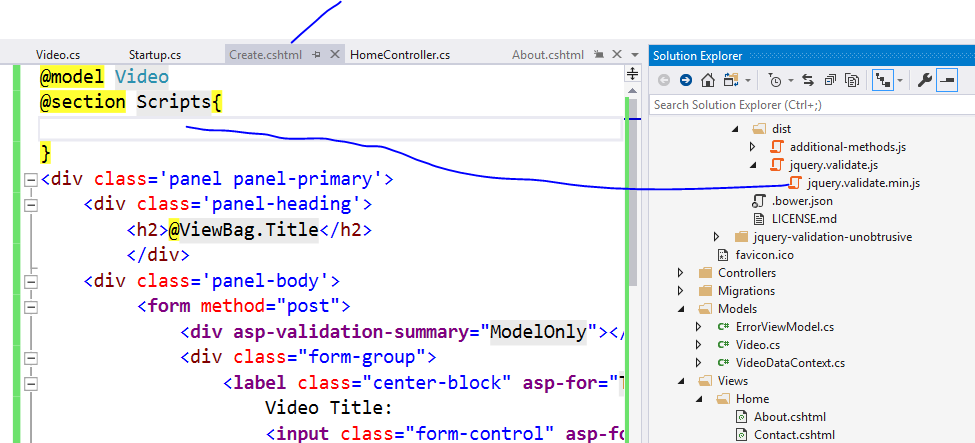 Video.cs Startup.cs Create.cshtml HomeController.cs About.cshtml
@model Video
@section Scripts{
}
<div class='panel panel-primary'>
<div class='panel-heading'>
<h2>@ViewBag.Title</h2>
</div>
<div class='panel-body'>
<form method="post">
<div asp-validation-summary="ModelOnly"></
<div class="form-group">
<label class="center-block" asp-for="T
Video Title:
<input class="form-control" asp-fo
Solution Explorer
Search Solution Explorer (Ctrl+;)
dist
additional-methods.js
jquery.validate.js
jquery.validate.min.js
.bower.json
LICENSE.md
jquery-validation-unobtrusive
favicon.ico
Controllers
Migrations
Models
C# ErrorViewModel.cs
C# Video.cs
C# VideoDataContext.cs
Views
Home
About.cshtml
Contact.cshtml